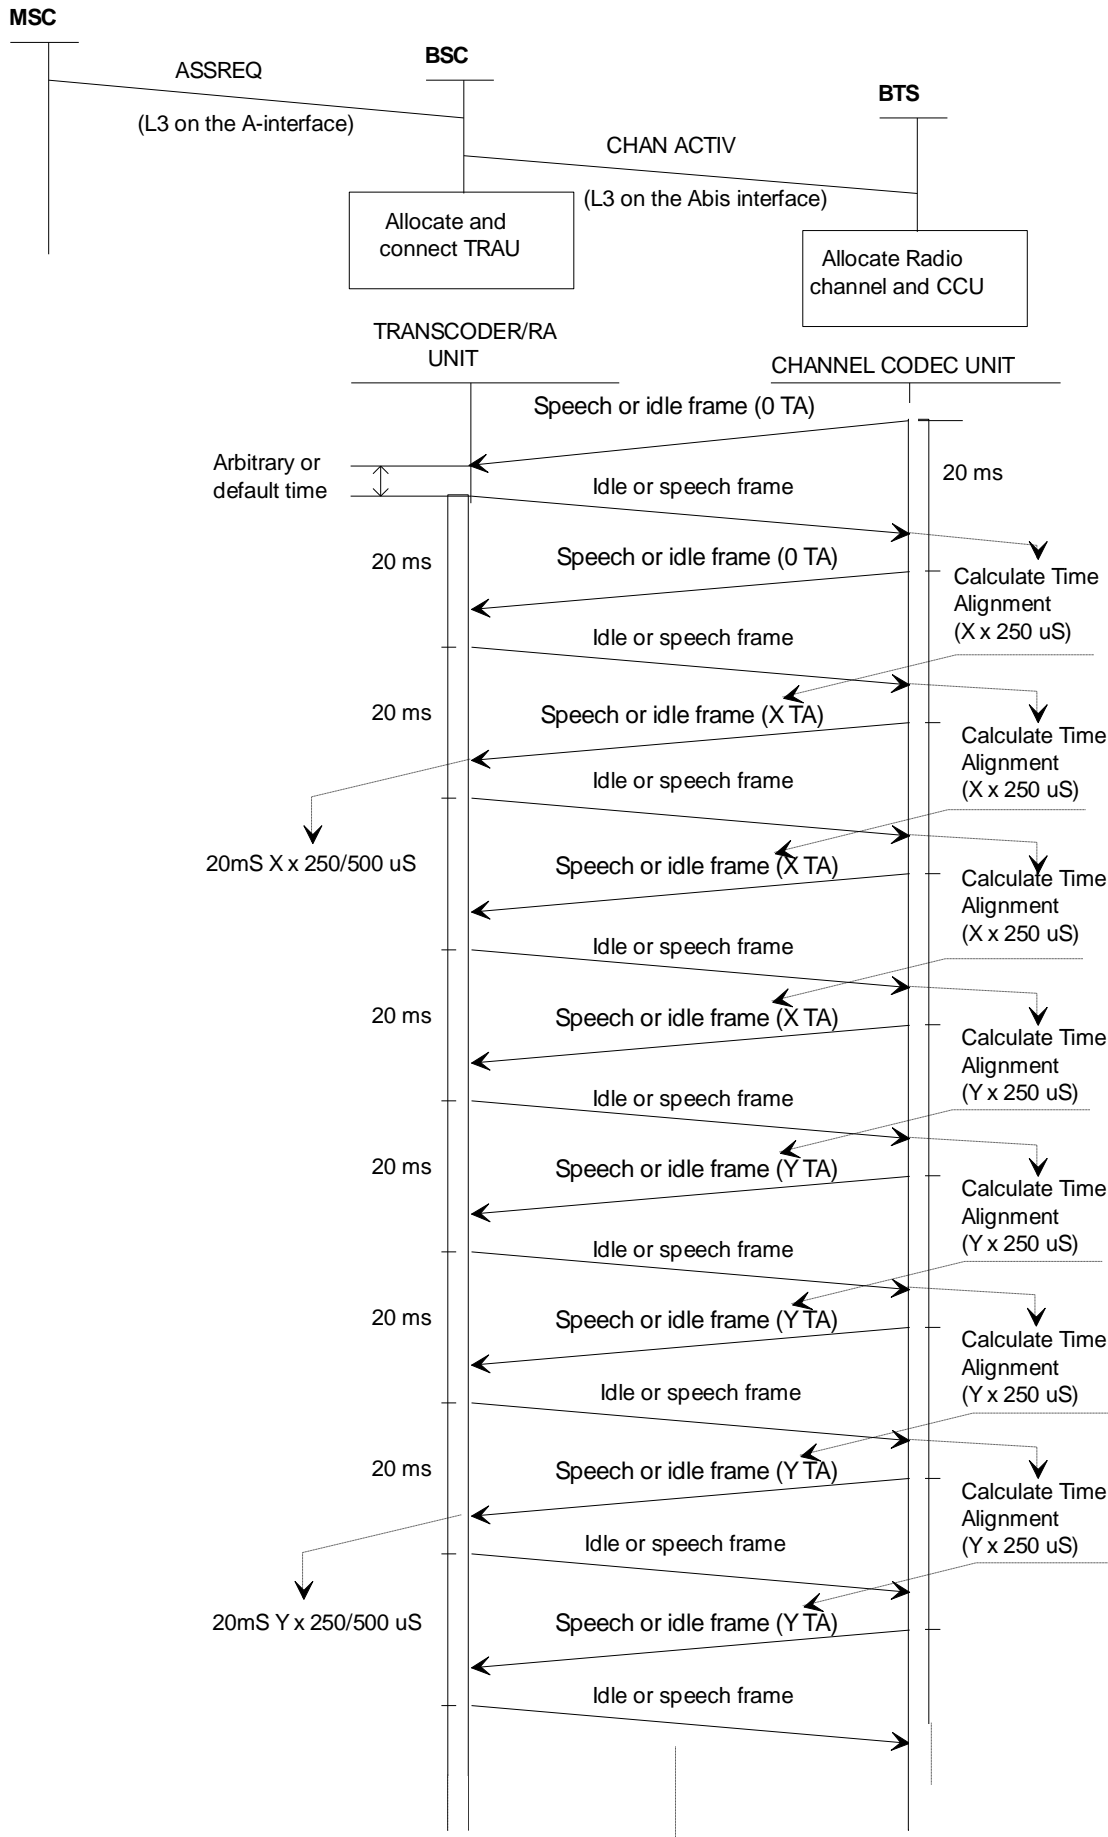 MSC
BSC
ASSREQ
BTS
(L3 on the A-interface)
CHAN ACTIV
(L3 on the Abis interface)
Allocate and
connect TRAU
Allocate Radio
channel and CCU
TRANSCODER/RA
UNIT
CHANNEL CODEC UNIT
Speech or idle frame (0 TA)
Arbitrary or
default time
20 ms
Idle or speech frame
20 ms
Speech or idle frame (0 TA)
Calculate Time
Alignment
(X x 250 uS)
Idle or speech frame
20 ms
Speech or idle frame (X TA)
Calculate Time
Alignment
(X x 250 uS)
Idle or speech frame
20mS X x 250/500 uS
Speech or idle frame (X TA)
Calculate Time
Alignment
(X x 250 uS)
Idle or speech frame
20 ms
Speech or idle frame (X TA)
Calculate Time
Alignment
(Y x 250 uS)
Idle or speech frame
20 ms
Speech or idle frame (Y TA)
Calculate Time
Alignment
(Y x 250 uS)
Idle or speech frame
20 ms
Speech or idle frame (Y TA)
Calculate Time
Alignment
(Y x 250 uS)
Idle or speech frame
20 ms
Speech or idle frame (Y TA)
Calculate Time
Alignment
(Y x 250 uS)
Idle or speech frame
20mS Y x 250/500 uS
Speech or idle frame (Y TA)
Idle or speech frame